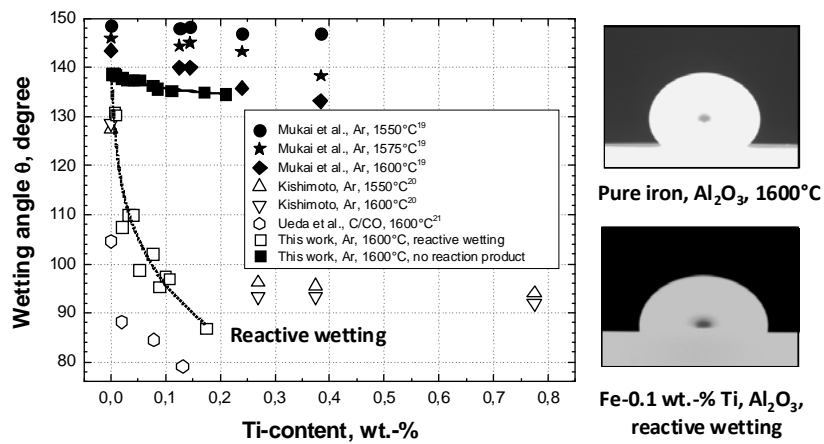 150
140
130
120
110
100
90
80
Wetting angle θ, degree
0,0 0,1 0,2 0,3 0,4 0,5 0,6 0,7 0,8
Ti-content, wt.-%
Mukai et al., Ar, 1550°C19
Mukai et al., Ar, 1575°C19
Mukai et al., Ar, 1600°C19
Kishimoto, Ar, 1550°C20
Kishimoto, Ar, 1600°C20
Ueda et al., C/CO, 1600°C21
This work, Ar, 1600°C, reactive wetting
This work, Ar, 1600°C, no reaction product
Reactive wetting
Pure iron, Al2O3, 1600°C
Fe-0.1 wt.-% Ti, Al2O3,
reactive wetting